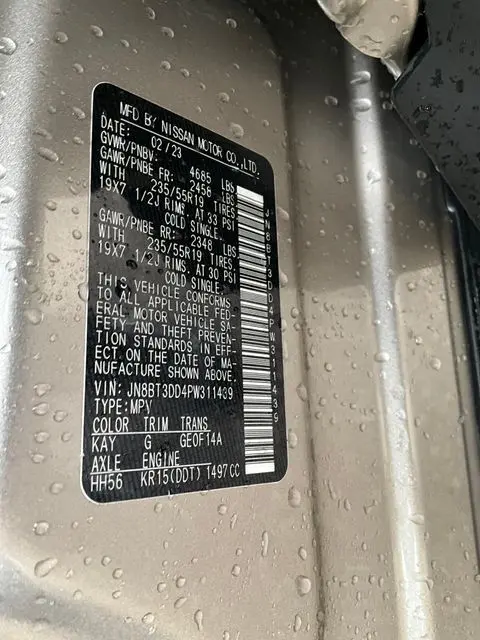 MFD BY NISSAN MOTOR CO.,LTD.
DATE: 02/23
GVWR/PNBV: 4685 LBS
GAWR/PNBE FR: 2458 LBS
WITH 235/55R19 TIRES,
19X7 1/2J RIMS, AT 33 PSI
COLD SINGLE.
GAWR/PNBE RR: 2348 LBS
WITH 235/55R19 TIRES,
19X7 1/2J RIMS, AT 30 PSI
COLD SINGLE.
THIS VEHICLE CONFORMS
TO ALL APPLICABLE FED-
ERAL MOTOR VEHICLE SA-
FETY AND THEFT PREVEN-
TION STANDARDS IN EFF-
ECT ON THE DATE OF MA-
NUFACTURE SHOWN ABOVE.
VIN: JN8BT3DD4PW311439
TYPE:MPV
COLOR TRIM TRANS
KAY G GE0F14A
AXLE ENGINE
HH56 KR15(DDT) 1497CC
JN8BT3DD4PW311439